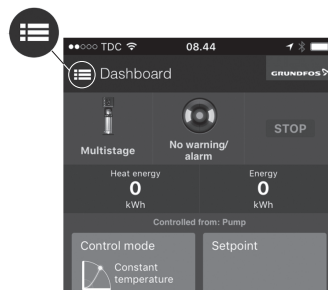 TDC 08.44
Dashboard
GRUNDFOS
Multistage
No warning/
alarm
STOP
Heat energy
0
kWh
Energy
0
kWh
Controlled from: Pump
Control mode
Constant
temperature
Setpoint